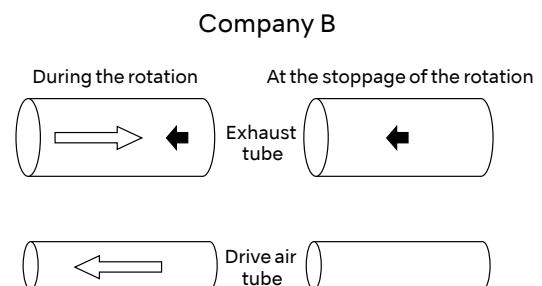 Company B
During the rotation
At the stoppage of the rotation
Exhaust
tube
Drive air
tube